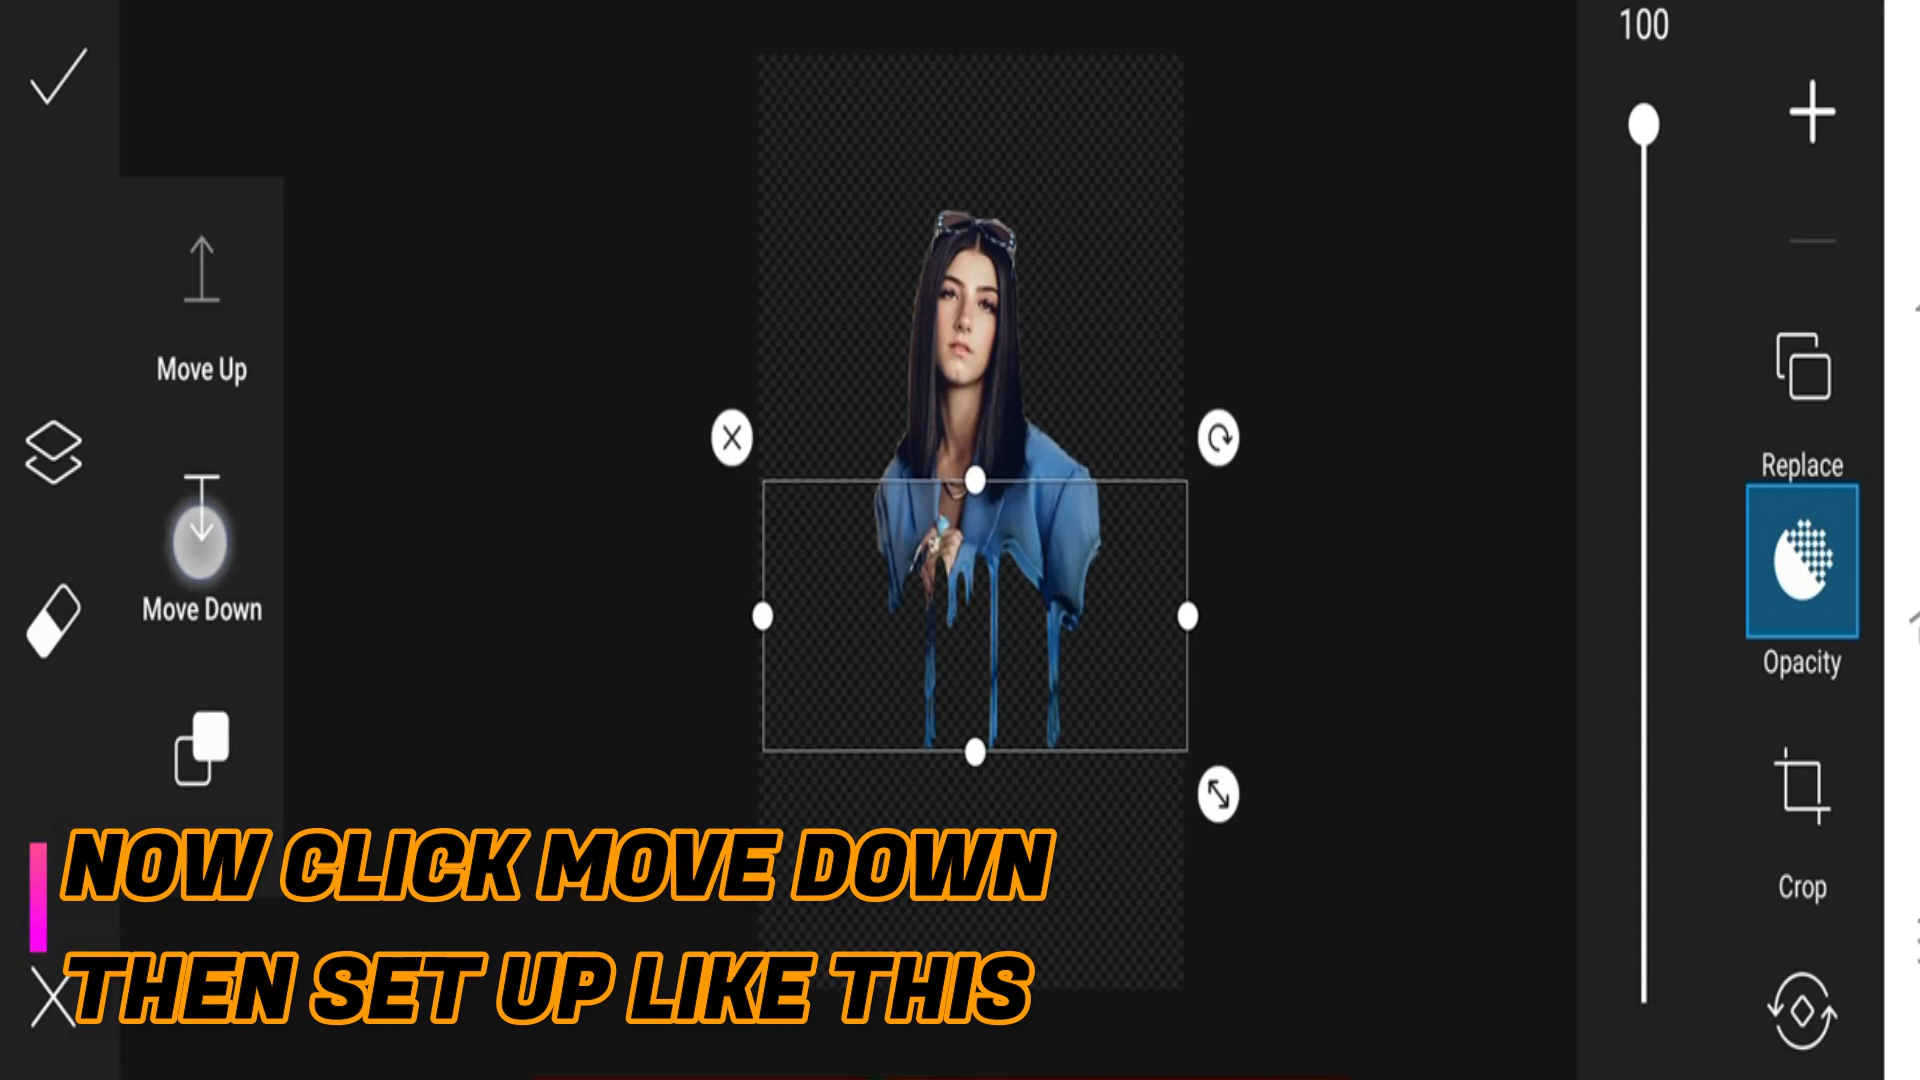 100
Move Up
Replace
Move Down
Opacity
Crop
NOW CLICK MOVE DOWN
THEN SET UP LIKE THIS